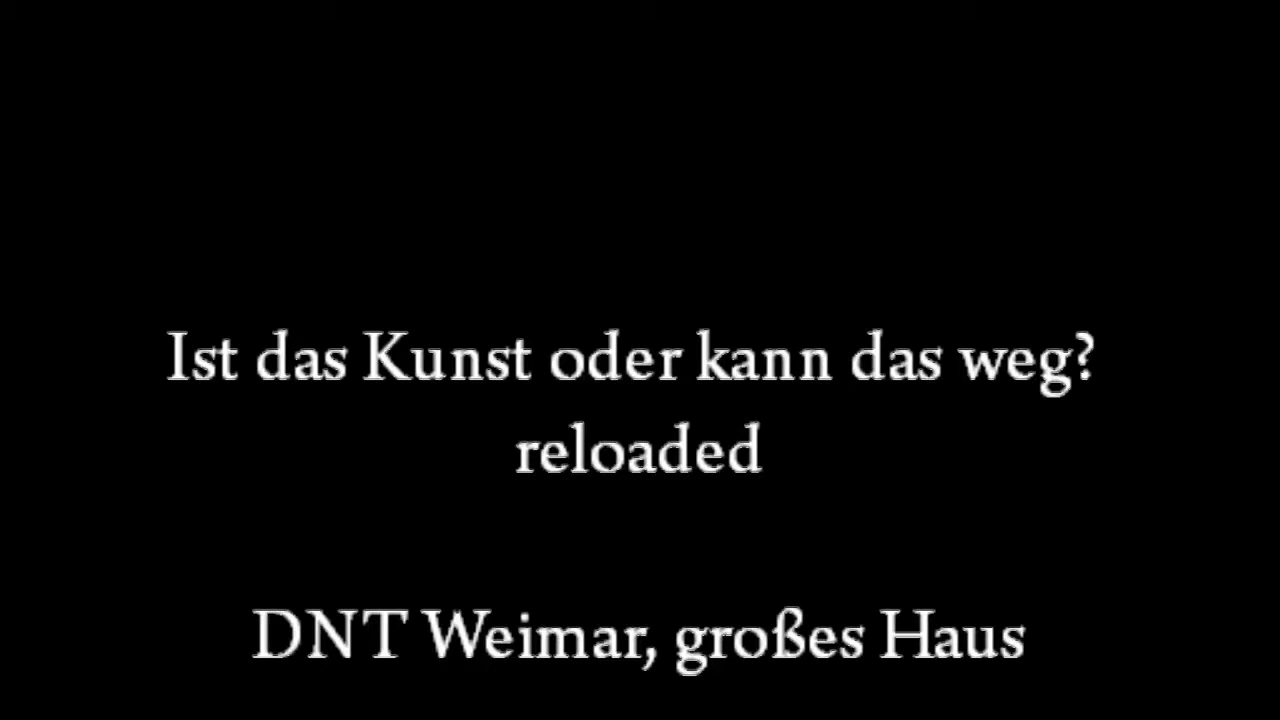 Ist das Kunst oder kann das weg?
reloaded
DNT Weimar, großes Haus